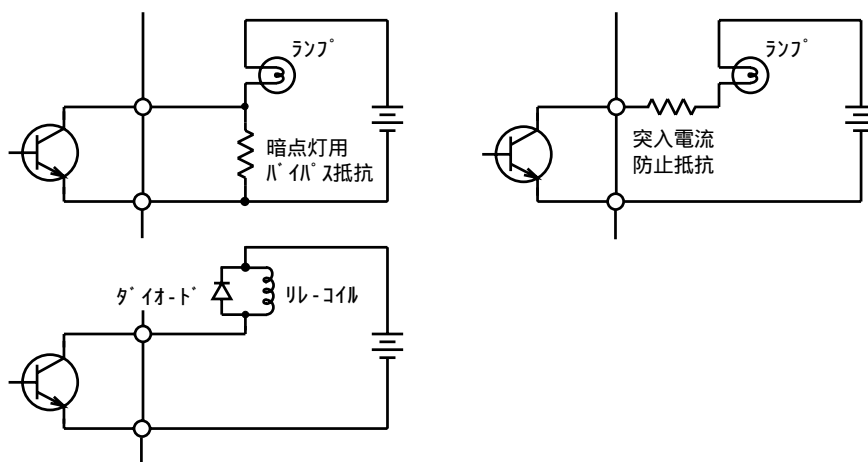 ﾗﾝﾌﾟ
暗点灯用
ﾊﾞｲﾊﾟｽ抵抗
ﾗﾝﾌﾟ
突入電流
防止抵抗
ﾀﾞｲｵｰﾄﾞ
ﾘﾚｰｺｲﾙ